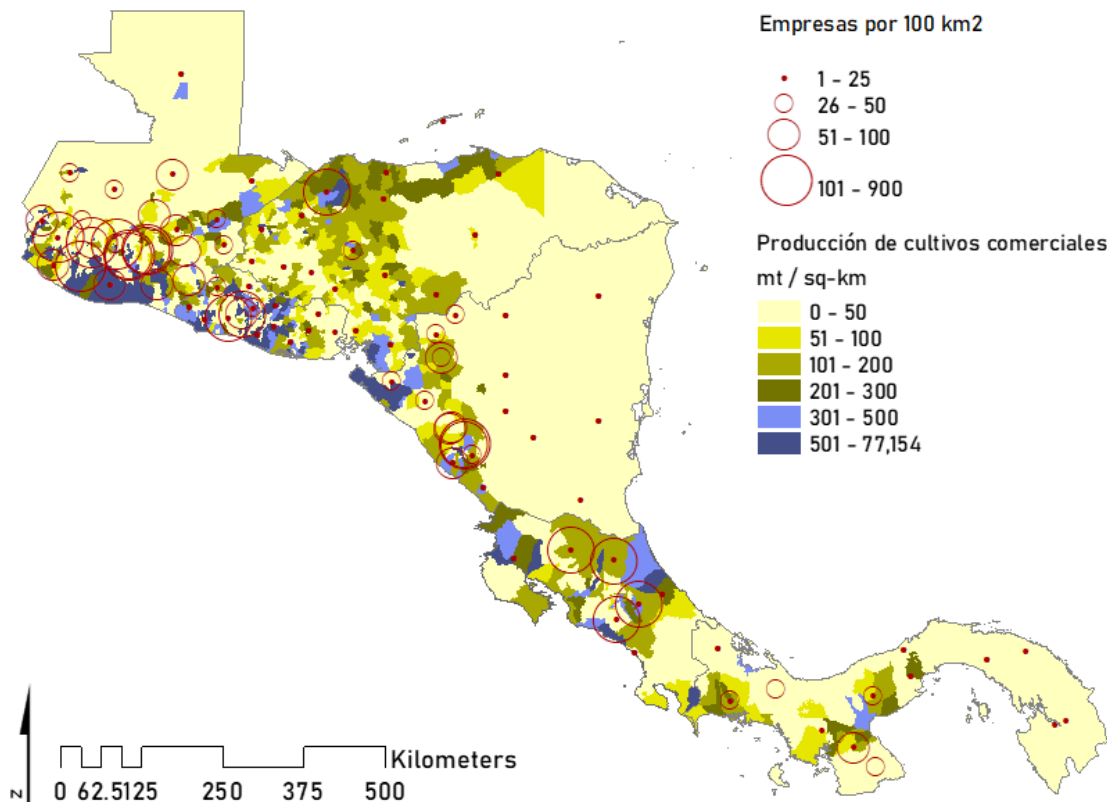 Empresas por 100 km2
1 - 25
26 - 50
51 - 100
101 - 900
Producción de cultivos comerciales
mt / sq-km
0 - 50
51 - 100
101 - 200
201 - 300
301 - 500
501 - 77,154
Kilometers
0 62.5125 250 375 500
z